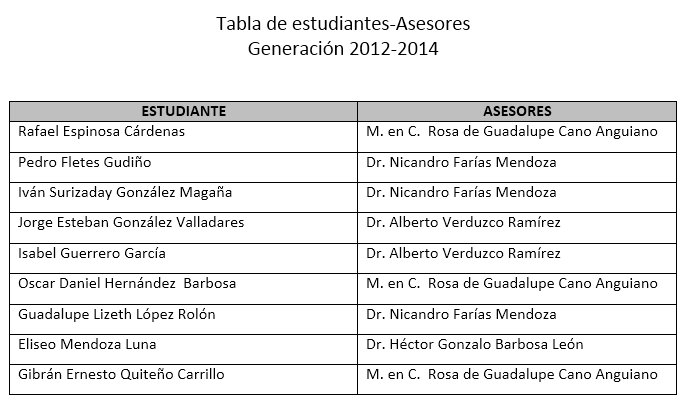 Tabla de estudiantes-Asesores
Generación 2012-2014
ESTUDIANTE ASESORES
Rafael Espinosa Cárdenas M. en C.  Rosa de Guadalupe Cano Anguiano
Pedro Fletes Gudiño Dr. Nicandro Farías Mendoza
Iván Surizaday González Magaña Dr. Nicandro Farías Mendoza
Jorge Esteban González Valladares Dr. Alberto Verduzco Ramírez
Isabel Guerrero García Dr. Alberto Verduzco Ramírez
Oscar Daniel Hernández  Barbosa M. en C.  Rosa de Guadalupe Cano Anguiano
Guadalupe Lizeth López Rolón Dr. Nicandro Farías Mendoza
Eliseo Mendoza Luna Dr. Héctor Gonzalo Barbosa León
Gibrán Ernesto Quiteño Carrillo M. en C.  Rosa de Guadalupe Cano Anguiano